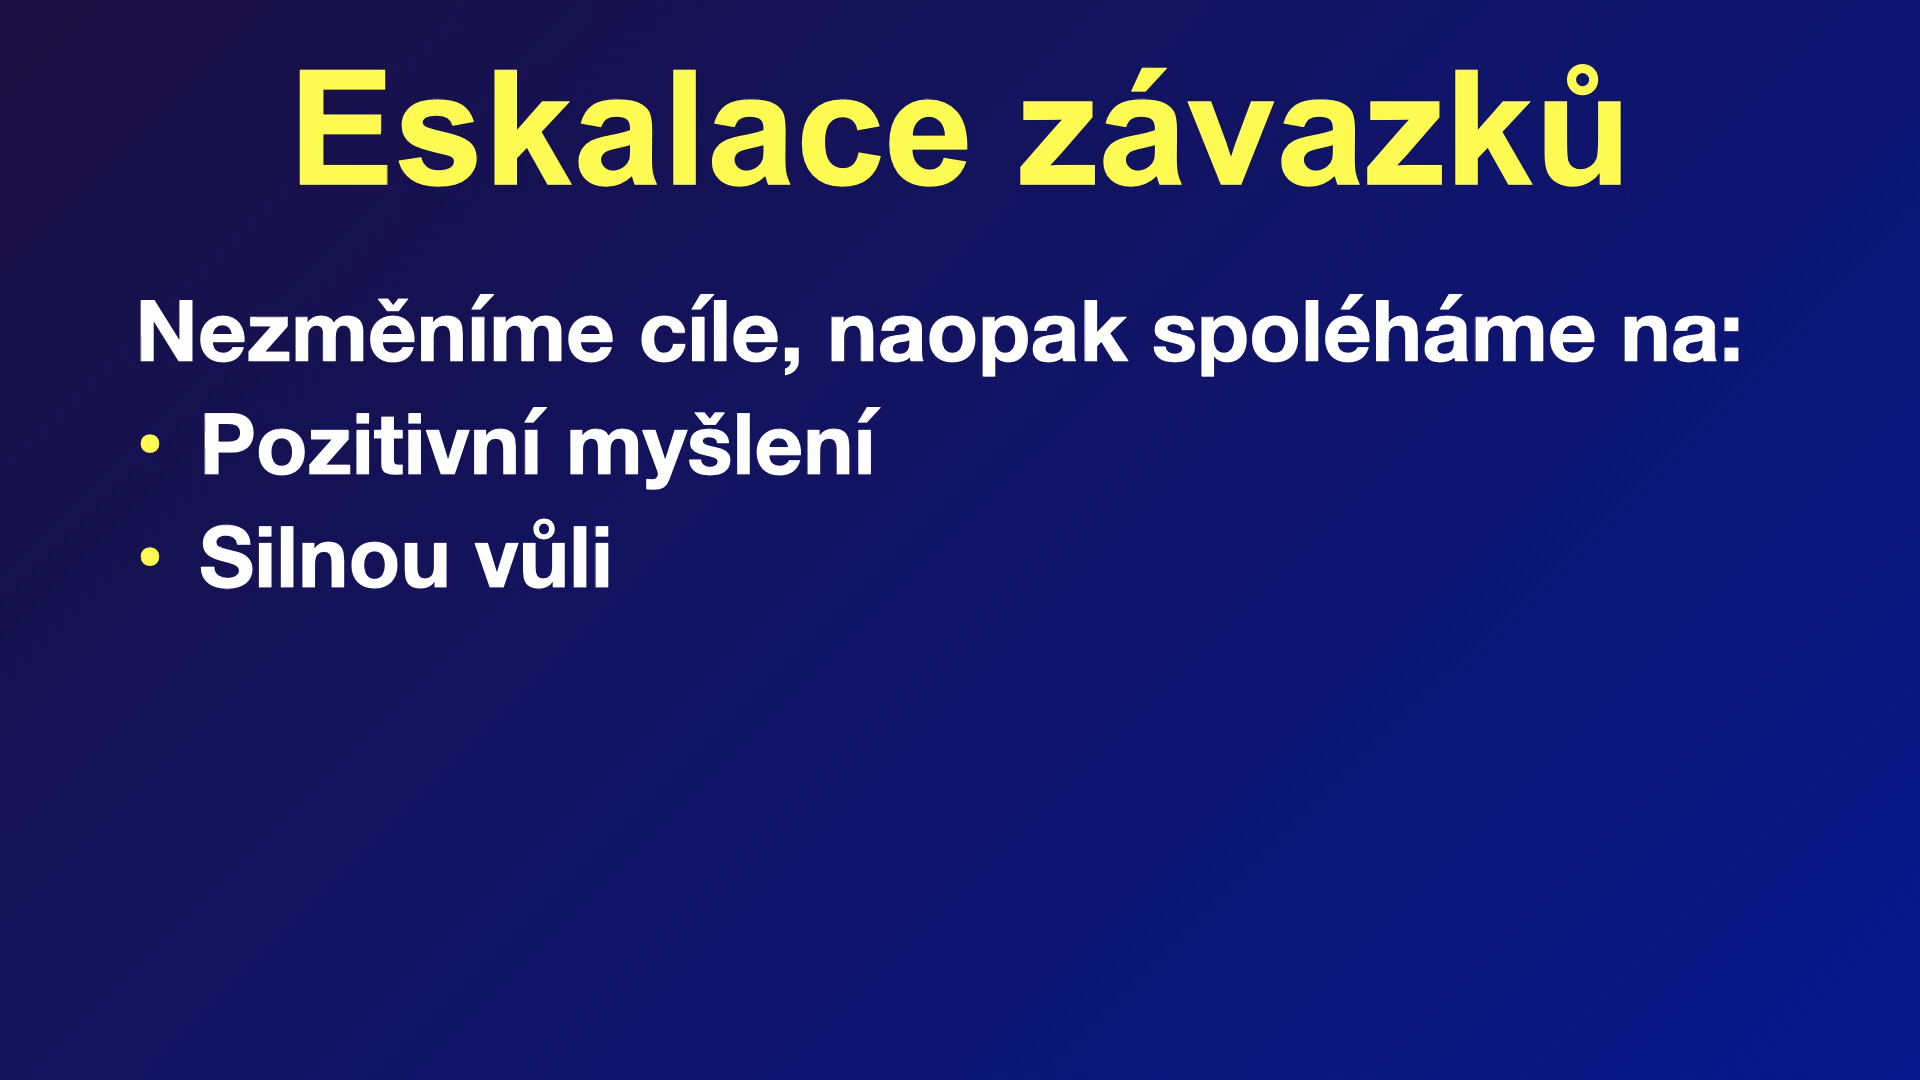 Eskalace závazků
Nezměníme cíle, naopak spoléháme na:
• Pozitivní myšlení
• Silnou vůli